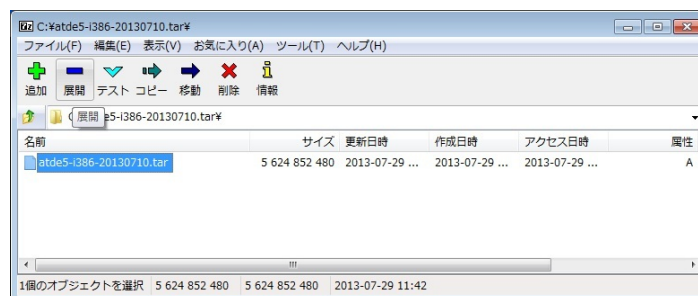 7z C:¥atde5-i386-20130710.tar¥
ファイル(F) 編集(E) 表示(V) お気に入り(A) ツール(T) ヘルプ(H)
追加 展開 テスト コピー 移動 削除 情報
展開 e5-i386-20130710.tar¥
名前 サイズ 更新日時 作成日時 アクセス日時 属性
atde5-i386-20130710.tar 5 624 852 480 2013-07-29 ... 2013-07-29 ... 2013-07-29 ... A
1個のオブジェクトを選択 5 624 852 480 5 624 852 480 2013-07-29 11:42